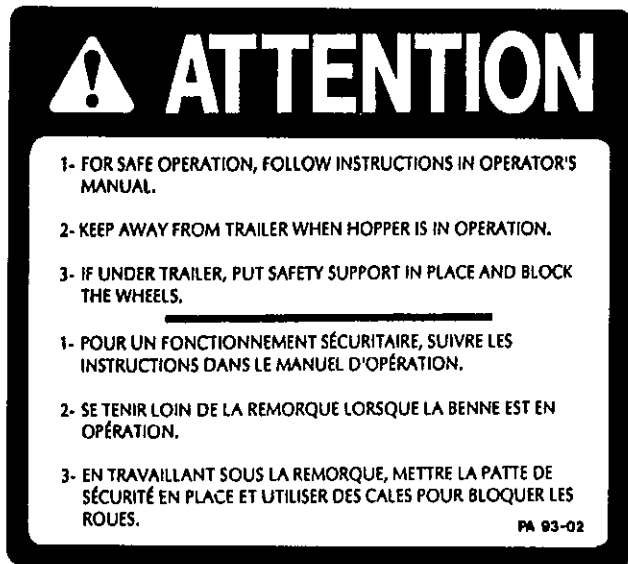 ATTENTION
1- FOR SAFE OPERATION, FOLLOW INSTRUCTIONS IN OPERATOR'S
MANUAL.
2- KEEP AWAY FROM TRAILER WHEN HOPPER IS IN OPERATION.
3- IF UNDER TRAILER, PUT SAFETY SUPPORT IN PLACE AND BLOCK
THE WHEELS.
1- POUR UN FONCTIONNEMENT SÉCURITAIRE, SUIVRE LES
INSTRUCTIONS DANS LE MANUEL D'OPÉRATION.
2- SE TENIR LOIN DE LA REMORQUE LORSQUE LA BENNE EST EN
OPÉRATION.
3- EN TRAVAILLANT SOUS LA REMORQUE, METTRE LA PATTE DE
SÉCURITÉ EN PLACE ET UTILISER DES CALES POUR BLOQUER LES
ROUES.
PA 93-02